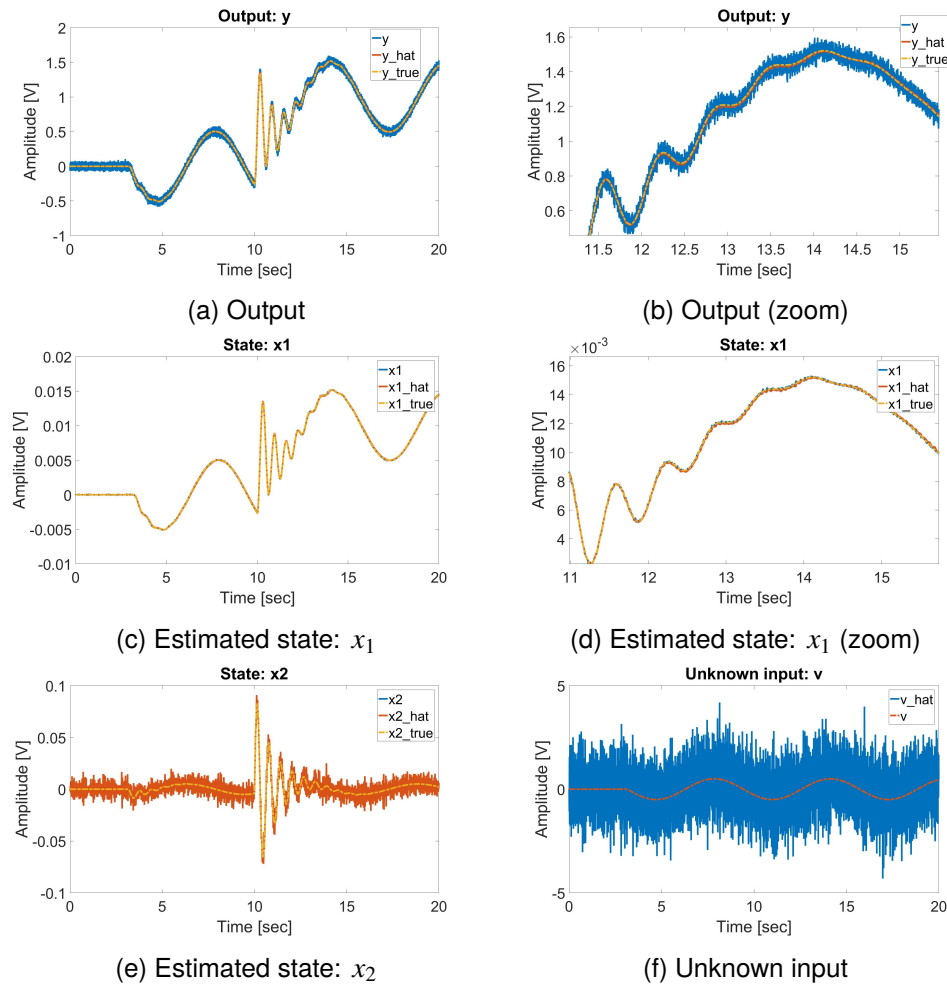 Output: y
2
1.5
1
0.5
0
-0.5
-1
Amplitude [V]
y
y_hat
y_true
0 5 10 15 20
Time [sec]
(a) Output
Output: y
1.6
1.4
1.2
1
0.8
0.6
Amplitude [V]
y
y_hat
y_true
11.5 12 12.5 13 13.5 14 14.5 15
Time [sec]
(b) Output (zoom)
State: x1
0.02
0.015
0.01
0.005
0
-0.005
-0.01
Amplitude [V]
x1
x1_hat
x1_true
0 5 10 15 20
Time [sec]
(c) Estimated state: x₁
State: x1
×10⁻³
16
14
12
10
8
6
4
Amplitude [V]
x1
x1_hat
x1_true
11 12 13 14 15
Time [sec]
(d) Estimated state: x₁ (zoom)
State: x2
0.1
0.05
0
-0.05
-0.1
Amplitude [V]
x2
x2_hat
x2_true
0 5 10 15 20
Time [sec]
(e) Estimated state: x₂
Unknown input: v
5
0
-5
Amplitude [V]
v_hat
v
0 5 10 15 20
Time [sec]
(f) Unknown input